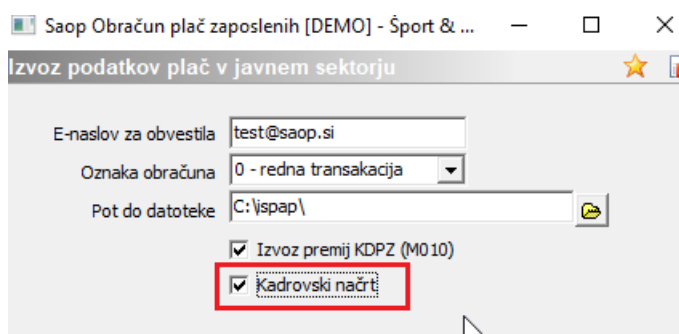 Saop Obračun plač zaposlenih [DEMO] - Šport & ...
Izvoz podatkov plač v javnem sektorju
E-naslov za obvestila test@saop.si
Oznaka obračuna 0 - redna transakacija
Pot do datoteke C:\ispap\
Izvoz premij KDPZ (M010)
Kadrovski načrt